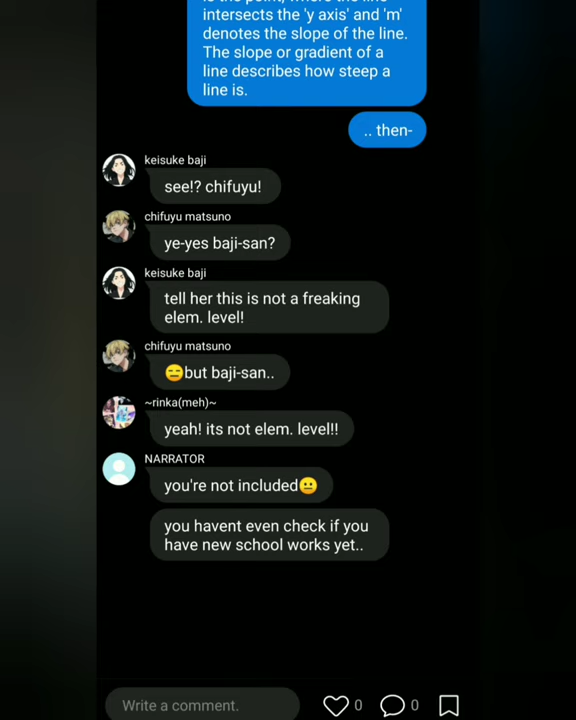 intersects the 'y axis' and 'm'
denotes the slope of the line.
The slope or gradient of a
line describes how steep a
line is.
.. then-
keisuke baji
see!? chifuyu!
chifuyu matsuno
ye-yes baji-san?
keisuke baji
tell her this is not a freaking
elem. level!
chifuyu matsuno
😑but baji-san..
~rinka(meh)~
yeah! its not elem. level!!
NARRATOR
you're not included😐
you havent even check if you
have new school works yet..
Write a comment.
0
0